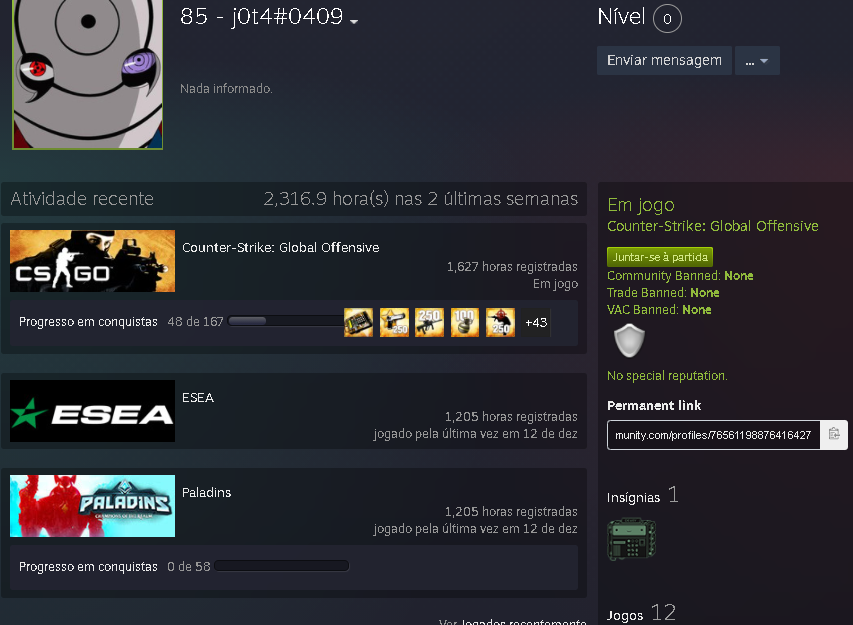 85 - j0t4#0409
Nível 0
Enviar mensagem
...
Nada informado.
Atividade recente
2,316.9 hora(s) nas 2 últimas semanas
CS GO
Counter-Strike: Global Offensive
1,627 horas registradas
Em jogo
Progresso em conquistas 48 de 167
250
250
100
250
+43
ESEA
ESEA
1,205 horas registradas
jogado pela última vez em 12 de dez
PALADINS
Paladins
1,205 horas registradas
jogado pela última vez em 12 de dez
Progresso em conquistas 0 de 58
Ver Jogados recentemente
Em jogo
Counter-Strike: Global Offensive
Juntar-se à partida
Community Banned: None
Trade Banned: None
VAC Banned: None
No special reputation.
Permanent link
munity.com/profiles/76561198876416427
Insígnias 1
Jogos 12